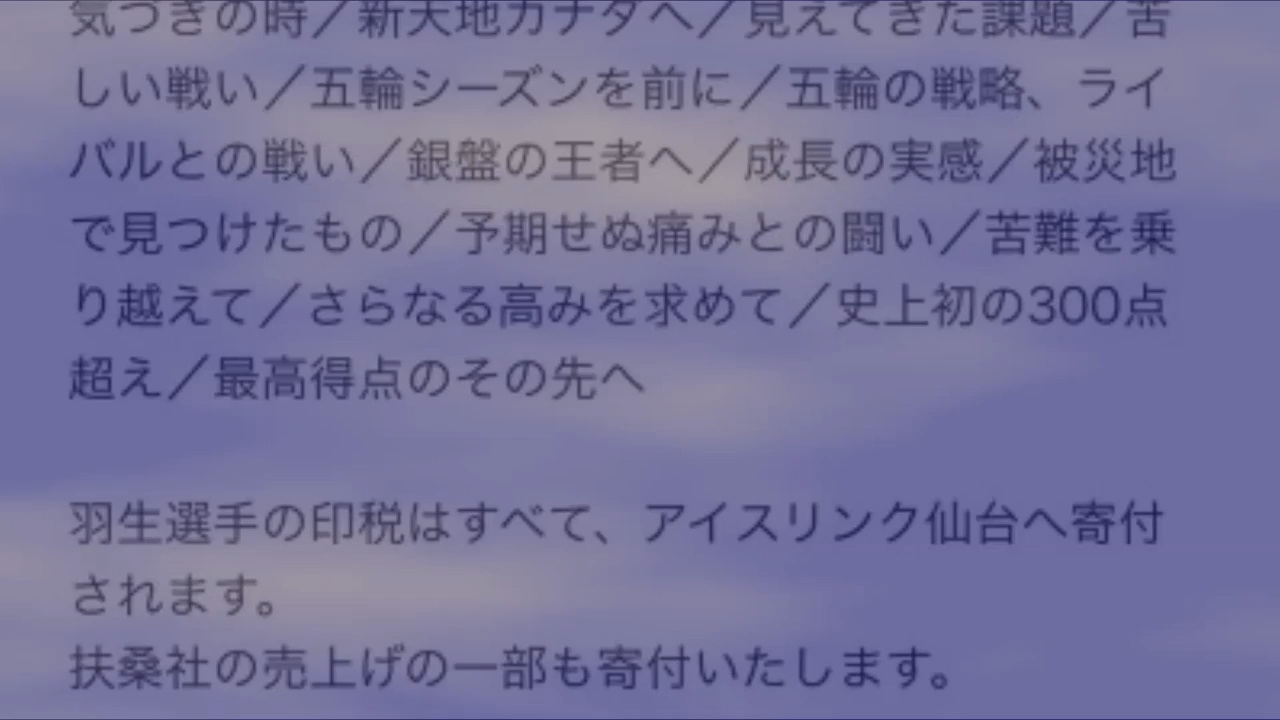 気づきの時／新天地カナダへ／見えてきた課題／苦
しい戦い／五輪シーズンを前に／五輪の戦略、ライ
バルとの戦い／銀盤の王者へ／成長の実感／被災地
で見つけたもの／予期せぬ痛みとの闘い／苦難を乗
り越えて／さらなる高みを求めて／史上初の300点
超え／最高得点のその先へ
羽生選手の印税はすべて、アイスリンク仙台へ寄付
されます。
扶桑社の売上げの一部も寄付いたします。